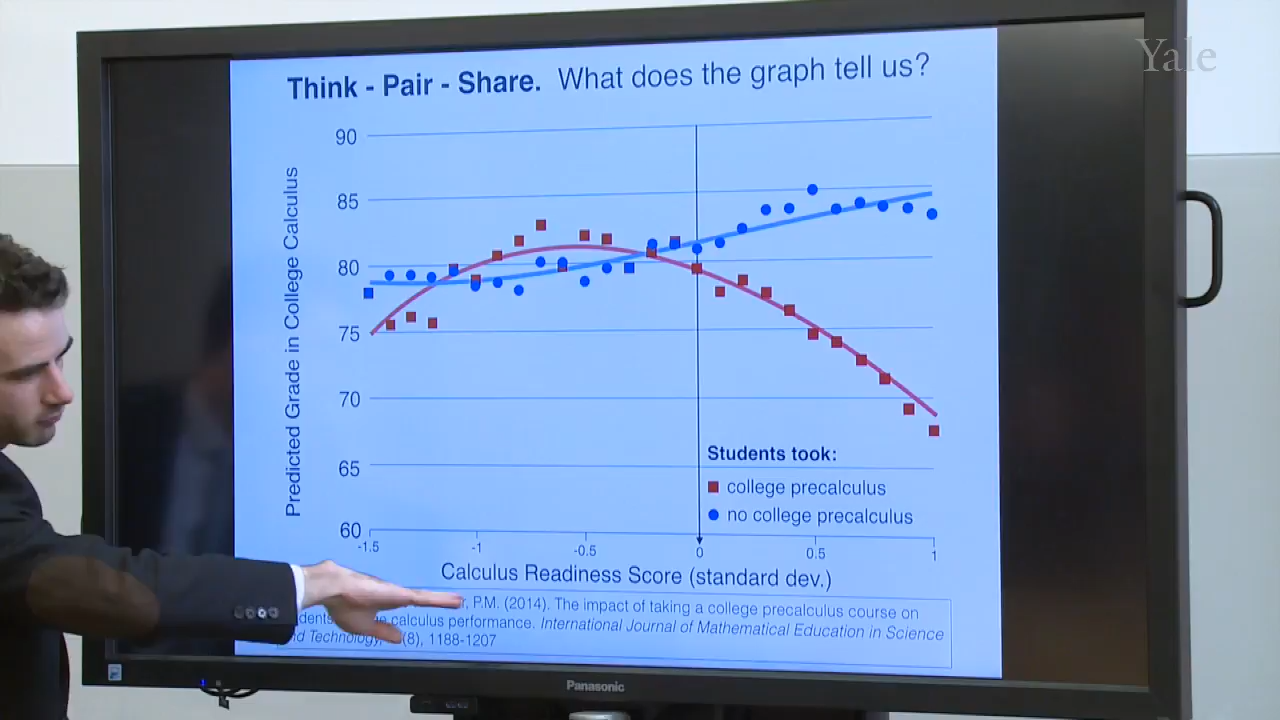 Yale
Think - Pair - Share. What does the graph tell us?
90
85
80
75
70
65
60
Predicted Grade in College Calculus
-1.5 -1 -0.5 0 0.5 1
Calculus Readiness Score (standard dev.)
Students took:
college precalculus
no college precalculus
P.M. (2014). The impact of taking a college precalculus course on
calculus performance. International Journal of Mathematical Education in Science
Technology, (8), 1188-1207
Panasonic